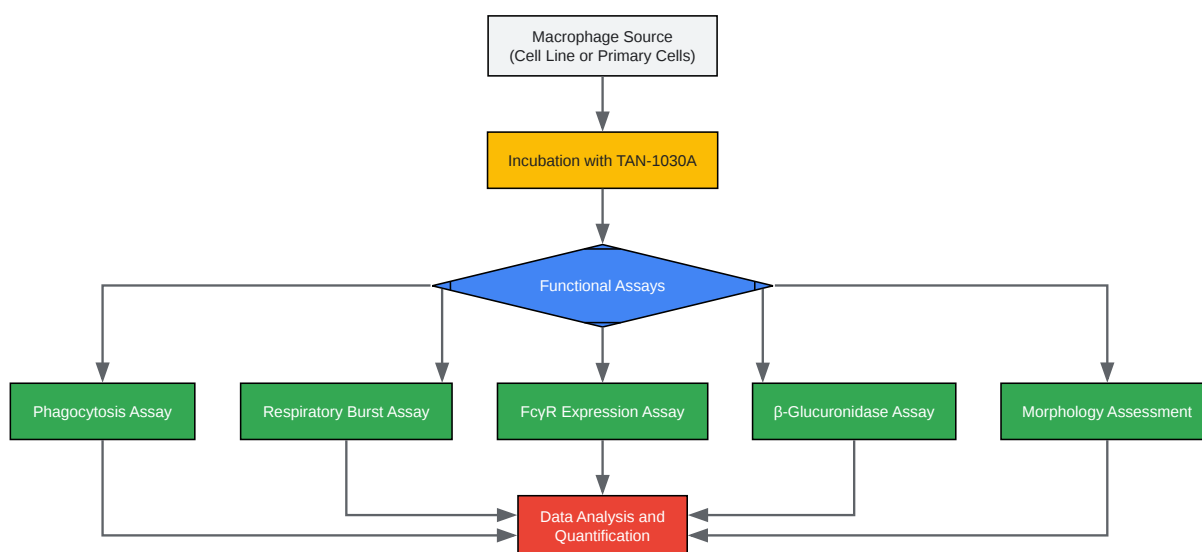 Macrophage Source
(Cell Line or Primary Cells)
Incubation with TAN-1030A
Functional Assays
Phagocytosis Assay
Respiratory Burst Assay
FcγR Expression Assay
β-Glucuronidase Assay
Morphology Assessment
Data Analysis and
Quantification